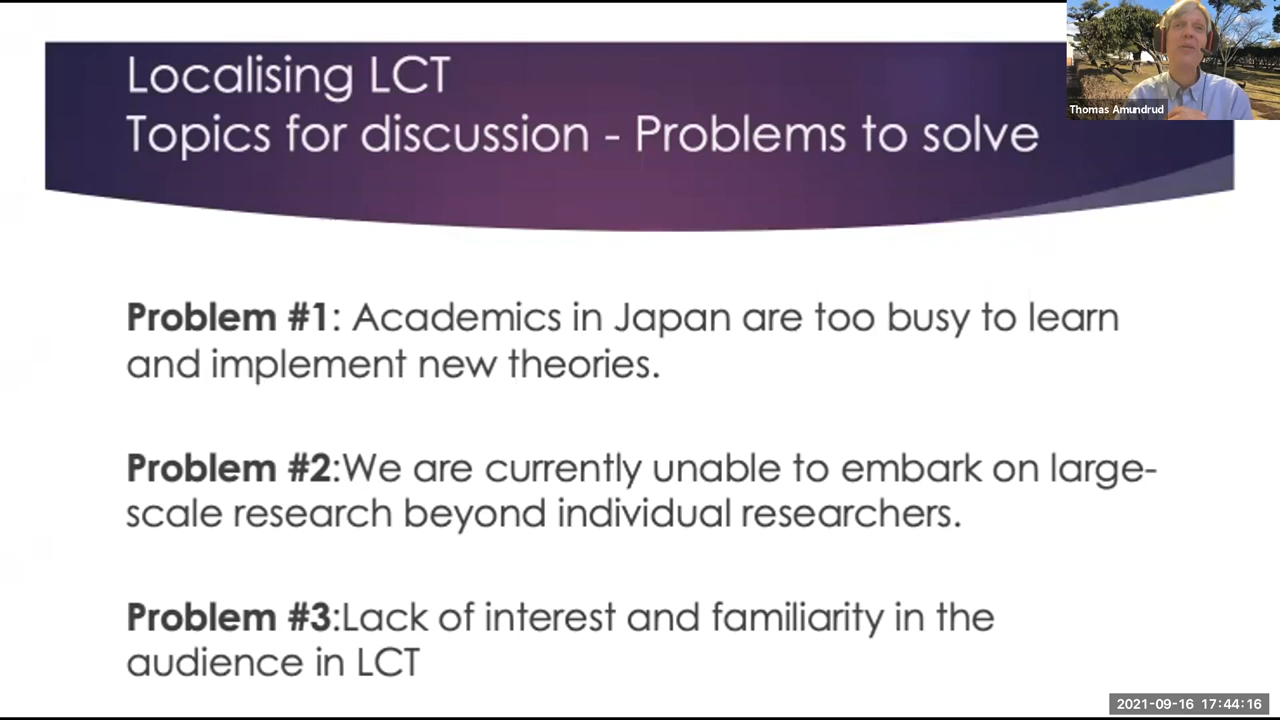 Localising LCT
Topics for discussion - Problems to solve
Thomas Amundrud
Problem #1: Academics in Japan are too busy to learn
and implement new theories.
Problem #2:We are currently unable to embark on large-
scale research beyond individual researchers.
Problem #3:Lack of interest and familiarity in the
audience in LCT
2021-09-16 17:44:16